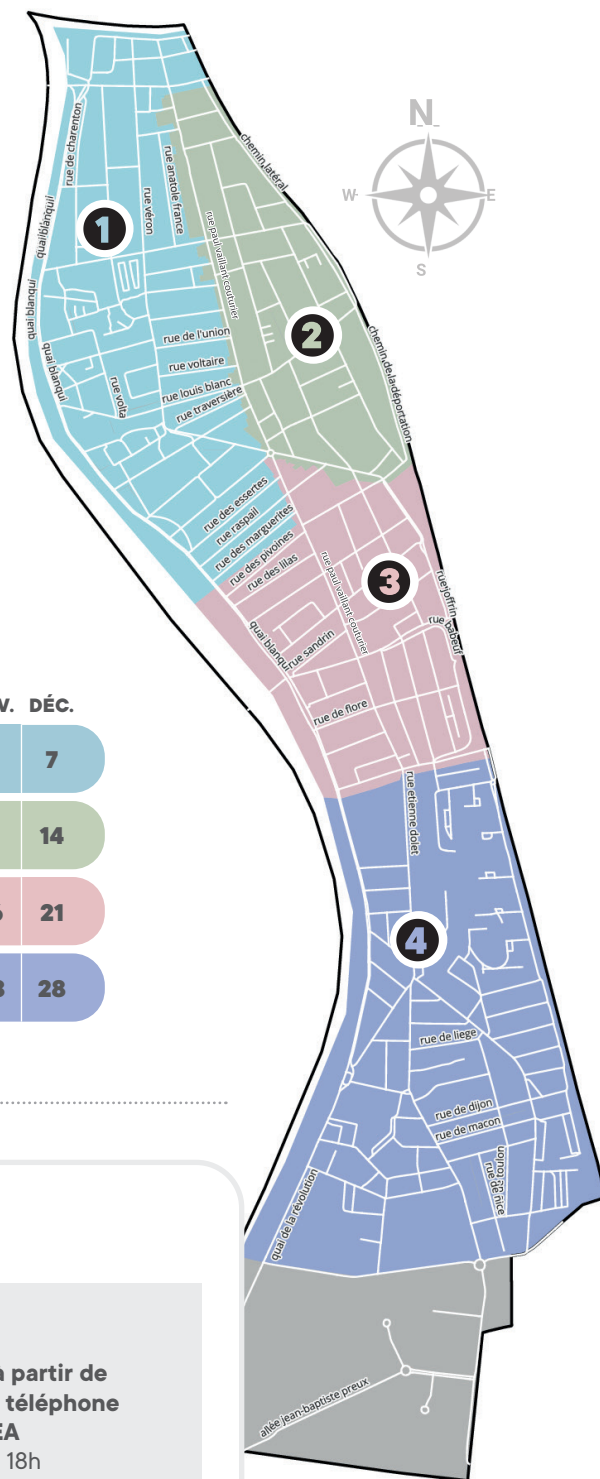 N
W
E
S
rue de charenton
quai blanqui
quai blanqui
quai blanqui
rue véron
rue anatole france
rue paul vaillant couturier
chemin latéral
chemin de la déportation
1
2
rue de l'union
rue voltaire
rue louis blanc
rue traversière
rue volta
rue des essertes
rue raspail
rue des marguerites
rue des pivoines
rue des lilas
rue paul vaillant couturier
3
rue joffrin
rue babeuf
quai blanqui
rue sandrin
rue de flore
V. DÉC.
7
14
21
28
rue etienne dolet
4
rue de liege
rue de dijon
rue de macon
rue de toulon
rue de nice
quai de la révolution
allée jean-baptiste preux
à partir de
téléphone
EA
18h